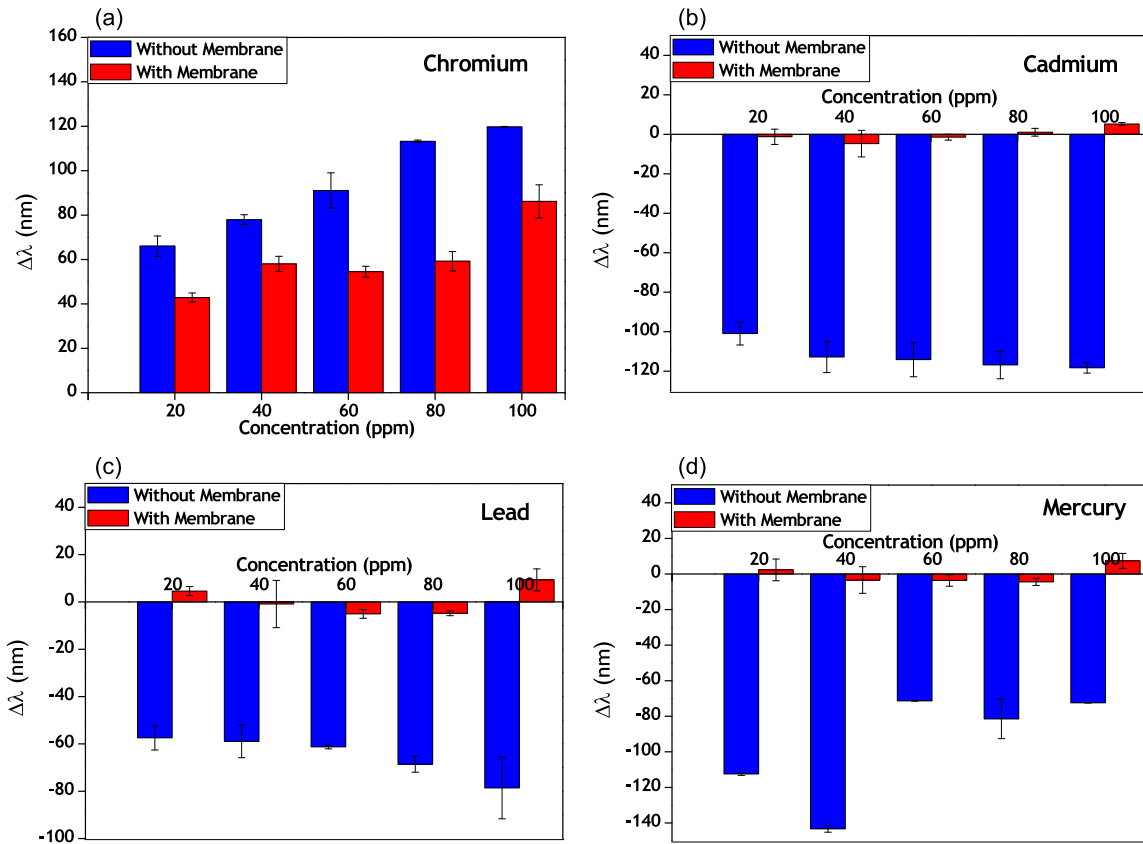 (a)
Without Membrane
With Membrane
Chromium
160
140
120
100
80
60
40
20
0
Δλ (nm)
20 40 60 80 100
Concentration (ppm)
(b)
Without Membrane
With Membrane
Cadmium
Concentration (ppm)
20 40 60 80 100
40
20
0
-20
-40
-60
-80
-100
-120
Δλ (nm)
(c)
Without Membrane
With Membrane
Lead
Concentration (ppm)
20 40 60 80 100
40
20
0
-20
-40
-60
-80
-100
Δλ (nm)
(d)
Without Membrane
With Membrane
Mercury
Concentration (ppm)
20 40 60 80 100
40
20
0
-20
-40
-60
-80
-100
-120
-140
Δλ (nm)